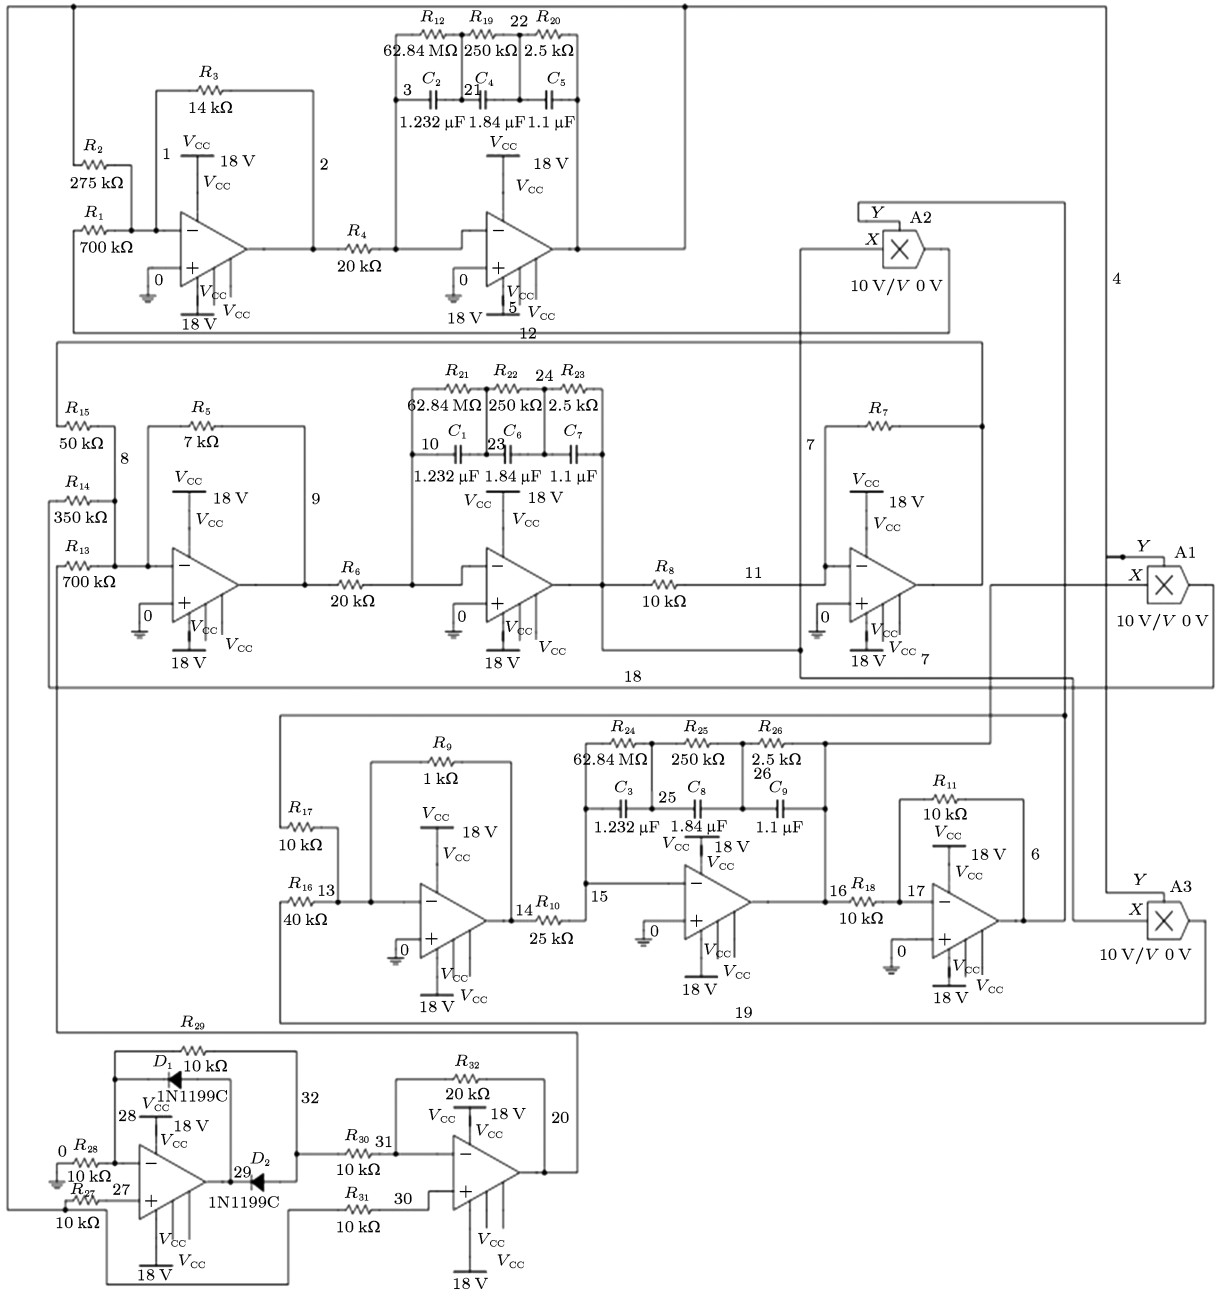 R12 R19 22 R20
62.84 MΩ 250 kΩ 2.5 kΩ
R3 3 C2 21 C4 C5
14 kΩ
1.232 μF 1.84 μF 1.1 μF
R2 1 VCC 18 V 2 VCC 18 V
275 kΩ VCC VCC
R1 Y A2
700 kΩ R4 X
0 20 kΩ 0
VCC VCC VCC 5 VCC 10 V/V 0 V 4
18 V 18 V
12
R21 R22 24 R23
62.84 MΩ 250 kΩ 2.5 kΩ
R15 R5 R7
50 kΩ 7 kΩ 10 C1 23 C6 C7 7
8 1.232 μF 1.84 μF 1.1 μF
R14 VCC 18 V 9 VCC 18 V VCC 18 V
350 kΩ VCC VCC VCC
R13 Y A1
700 kΩ R6 R8 11 X
0 20 kΩ 0 10 kΩ 0
VCC VCC VCC VCC VCC VCC 10 V/V 0 V
18 V 18 V 18 V 7
18
R24 R25 R26
R9 62.84 MΩ 250 kΩ 2.5 kΩ
1 kΩ 26
C3 25 C8 C9 R11
R17 VCC 18 V 1.232 μF 1.84 μF 1.1 μF 10 kΩ
10 kΩ VCC VCC 18 V VCC 18 V 6
VCC VCC
R16 13 15 16 R18 17 Y A3
40 kΩ 14 R10 10 kΩ X
0 25 kΩ 0 0
VCC VCC VCC VCC VCC VCC 10 V/V 0 V
18 V 18 V 18 V
19
R29
D1 10 kΩ R32
1N1199C 32 20 kΩ
28 VCC 18 V VCC 18 V 20
VCC VCC
0 R28 R30 31
10 kΩ 29 D2 10 kΩ
R27 27 1N1199C R31 30
10 kΩ 10 kΩ
VCC VCC VCC VCC
18 V 18 V